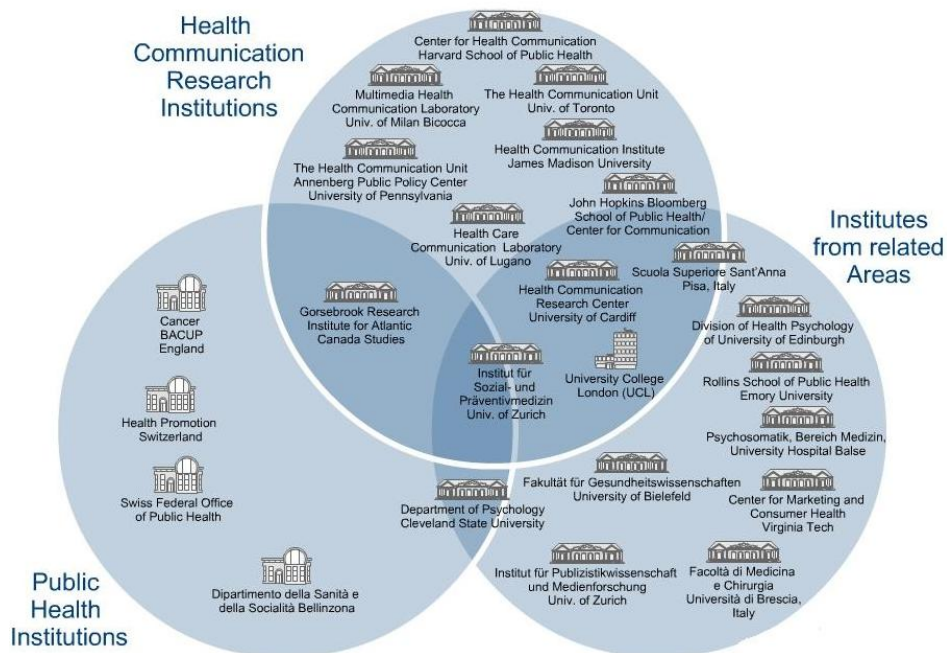 Health
Communication
Research
Institutions
Center for Health Communication
Harvard School of Public Health
Multimedia Health
Communication Laboratory
Univ. of Milan Bicocca
The Health Communication Unit
Univ. of Toronto
The Health Communication Unit
Annenberg Public Policy Center
University of Pennsylvania
Health Communication Institute
James Madison University
John Hopkins Bloomberg
School of Public Health/
Center for Communication
Health Care
Communication Laboratory
Univ. of Lugano
Institutes
from related
Areas
Scuola Superiore Sant'Anna
Pisa, Italy
Health Communication
Research Center
University of Cardiff
Gorsebrook Research
Institute for Atlantic
Canada Studies
Cancer
BACUP
England
Division of Health Psychology
of University of Edinburgh
Institut für
Sozial- und
Präventivmedizin
Univ. of Zurich
University College
London (UCL)
Rollins School of Public Health
Emory University
Health Promotion
Switzerland
Psychosomatik, Bereich Medizin,
University Hospital Balse
Swiss Federal Office
of Public Health
Fakultät für Gesundheitswissenschaften
University of Bielefeld
Department of Psychology
Cleveland State University
Center for Marketing and
Consumer Health
Virginia Tech
Public
Health
Institutions
Dipartimento della Sanità e
della Socialità Bellinzona
Institut für Publizistikwissenschaft
und Medienforschung
Univ. of Zurich
Facoltà di Medicina
e Chirurgia
Università di Brescia,
Italy